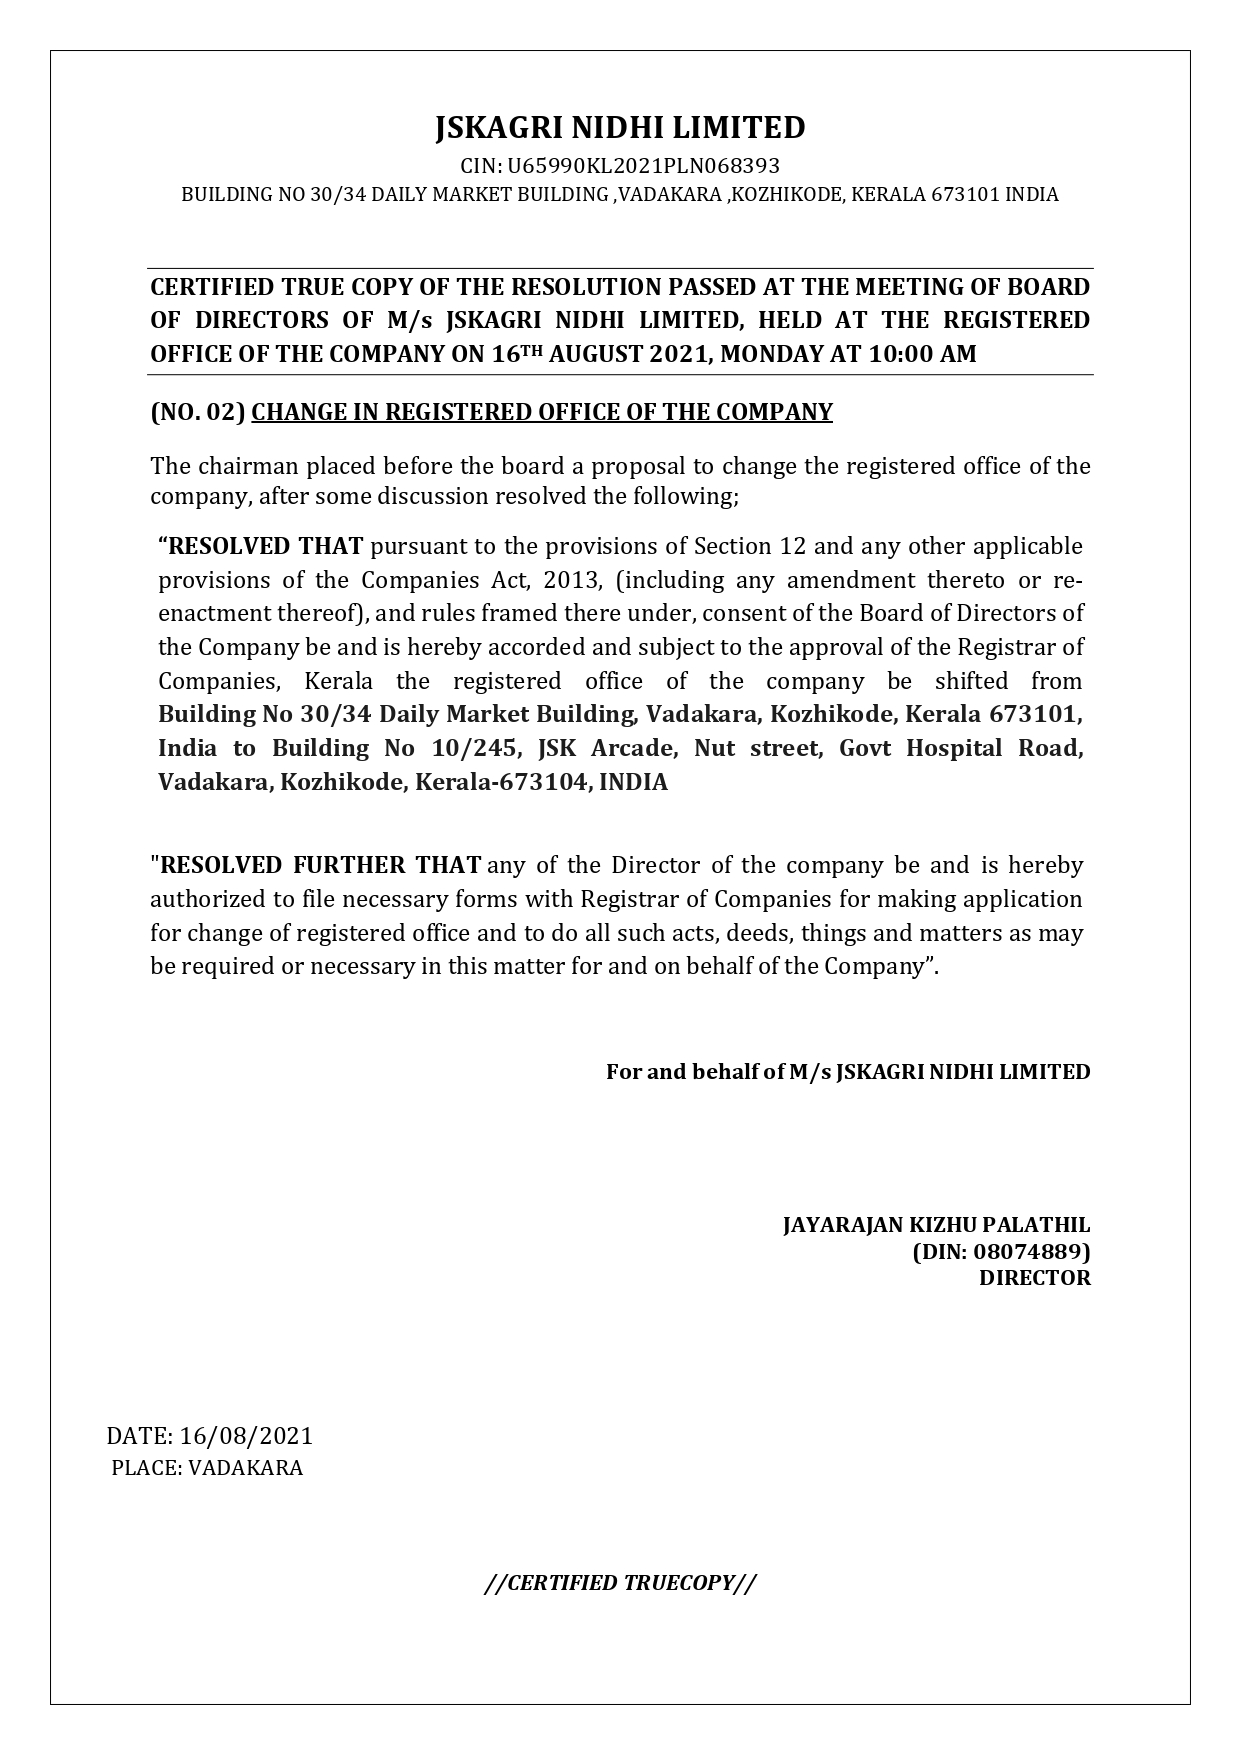 JSKAGRI NIDHI LIMITED
CIN: U65990KL2021PLN068393
BUILDING NO 30/34 DAILY MARKET BUILDING ,VADAKARA ,KOZHIKODE, KERALA 673101 INDIA
CERTIFIED TRUE COPY OF THE RESOLUTION PASSED AT THE MEETING OF BOARD
OF DIRECTORS OF M/s JSKAGRI NIDHI LIMITED, HELD AT THE REGISTERED
OFFICE OF THE COMPANY ON 16TH AUGUST 2021, MONDAY AT 10:00 AM
(NO. 02) CHANGE IN REGISTERED OFFICE OF THE COMPANY
The chairman placed before the board a proposal to change the registered office of the
company, after some discussion resolved the following;
“RESOLVED THAT pursuant to the provisions of Section 12 and any other applicable
provisions of the Companies Act, 2013, (including any amendment thereto or re-
enactment thereof), and rules framed there under, consent of the Board of Directors of
the Company be and is hereby accorded and subject to the approval of the Registrar of
Companies, Kerala the registered office of the company be shifted from
Building No 30/34 Daily Market Building, Vadakara, Kozhikode, Kerala 673101,
India to Building No 10/245, JSK Arcade, Nut street, Govt Hospital Road,
Vadakara, Kozhikode, Kerala-673104, INDIA
"RESOLVED FURTHER THAT any of the Director of the company be and is hereby
authorized to file necessary forms with Registrar of Companies for making application
for change of registered office and to do all such acts, deeds, things and matters as may
be required or necessary in this matter for and on behalf of the Company”.
For and behalf of M/s JSKAGRI NIDHI LIMITED
JAYARAJAN KIZHU PALATHIL
(DIN: 08074889)
DIRECTOR
DATE: 16/08/2021
PLACE: VADAKARA
//CERTIFIED TRUECOPY//